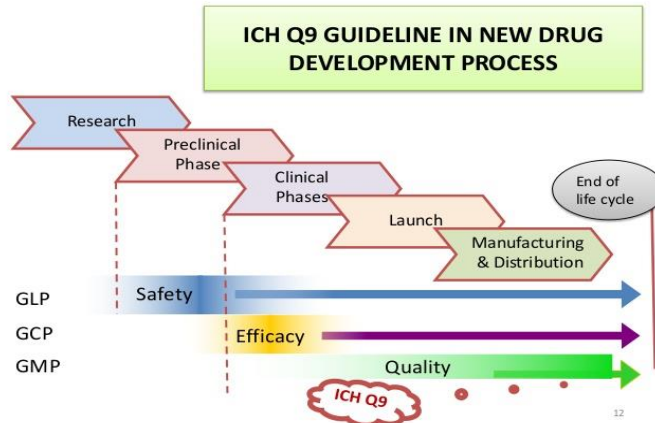 ICH Q9 GUIDELINE IN NEW DRUG
DEVELOPMENT PROCESS
Research
Preclinical
Phase
Clinical
Phases
Launch
Manufacturing
& Distribution
End of
life cycle
GLP
Safety
GCP
Efficacy
GMP
Quality
ICH Q9
12